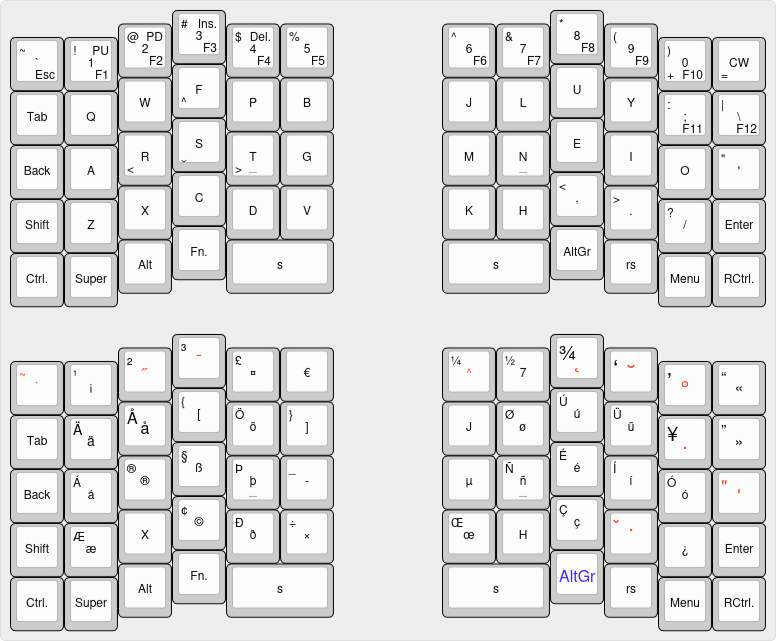 ~ ` Esc
! PU 1 F1
@ PD 2 F2
# Ins. 3 F3
$ Del. 4 F4
% 5 F5
^ 6 F6
& 7 F7
* 8 F8
( 9 F9
) 0 + F10
CW =
Tab
Q
W
F ^
P
B
J
L
U
Y
: ; F11
| \ F12
Back
A
R <
S ˇ
T > _
G
M
N _
E
I
O
" '
Shift
Z
X
C
D
V
K
H
< ,
> .
? /
Enter
Ctrl.
Super
Alt
Fn.
s
s
AltGr
rs
Menu
RCtrl.
~ `
¹ ¡
2 ˝
3 ¯
£ ¤
€
¼ ^
½ 7
¾ ˛
‘ ˘
’ °
“ «
Tab
Ä ä
Å å
{ [
Õ õ
} ]
J
Ø ø
Ú ú
Ü ü
¥ .
” »
Back
Á á
® ®
§ ß
Þ þ _
_ -
µ
Ñ ñ _
É é
Í í
Ó ó
" '
Shift
Æ æ
X
¢ ©
Ð ð
÷ ×
Œ œ
H
Ç ç
ˇ .
¿
Enter
Ctrl.
Super
Alt
Fn.
s
s
AltGr
rs
Menu
RCtrl.